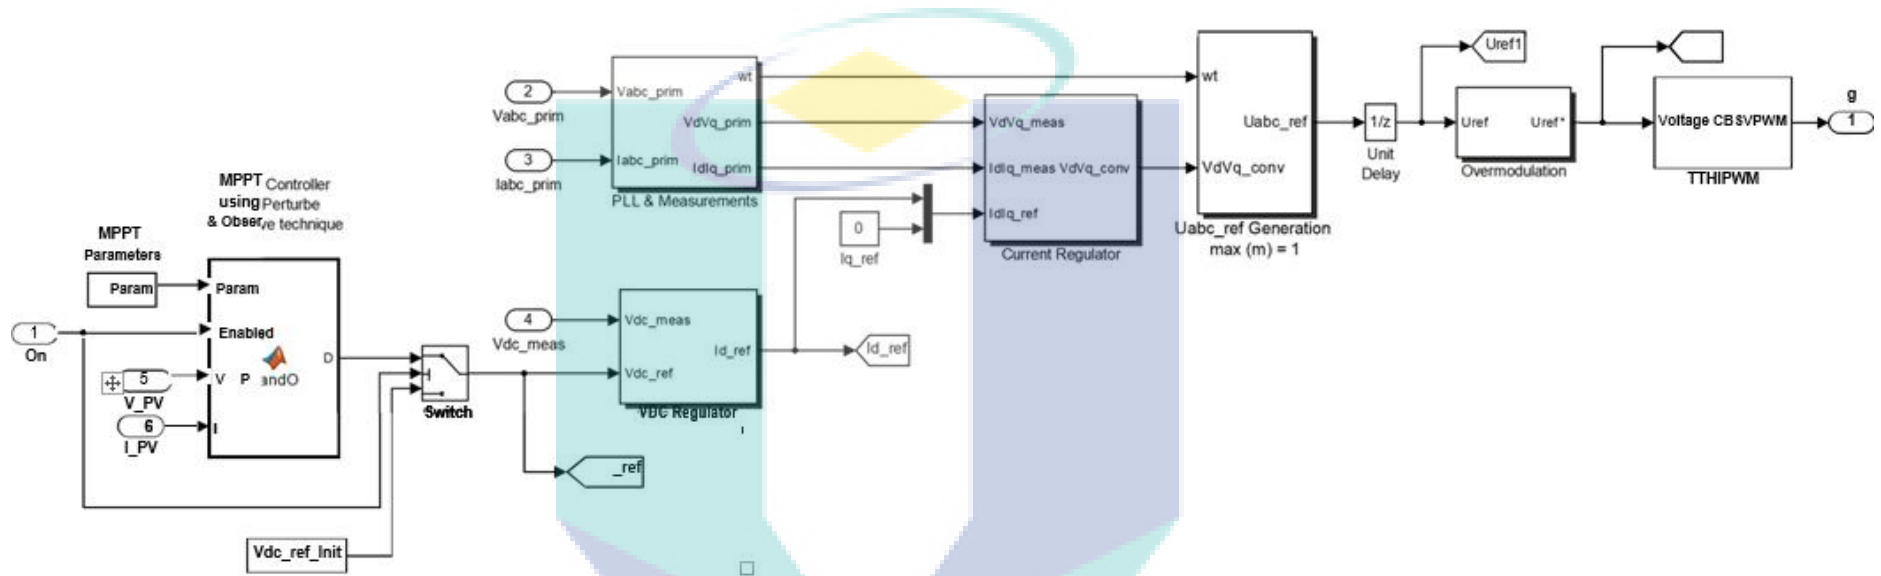 MPPT Controller
using Perturbe
& Observe technique
MPPT
Parameters
Param
Param
1
On
Enabled
5
V_PV
V
P andO
D
6
I_PV
I
Switch
Vdc_ref_Init
_ref
2
Vabc_prim
3
Iabc_prim
Vabc_prim
Iabc_prim
wt
VdVq_prim
IdIq_prim
PLL & Measurements
4
Vdc_meas
Vdc_meas
Vdc_ref
Id_ref
VDC Regulator
Id_ref
0
Iq_ref
VdVq_meas
IdIq_meas VdVq_conv
IdIq_ref
Current Regulator
wt
Uabc_ref
VdVq_conv
Uabc_ref Generation
max (m) = 1
1/z
Unit
Delay
Uref1
Uref
Uref*
Overmodulation
Voltage CBSVPWM
TTHIPWM
g
1